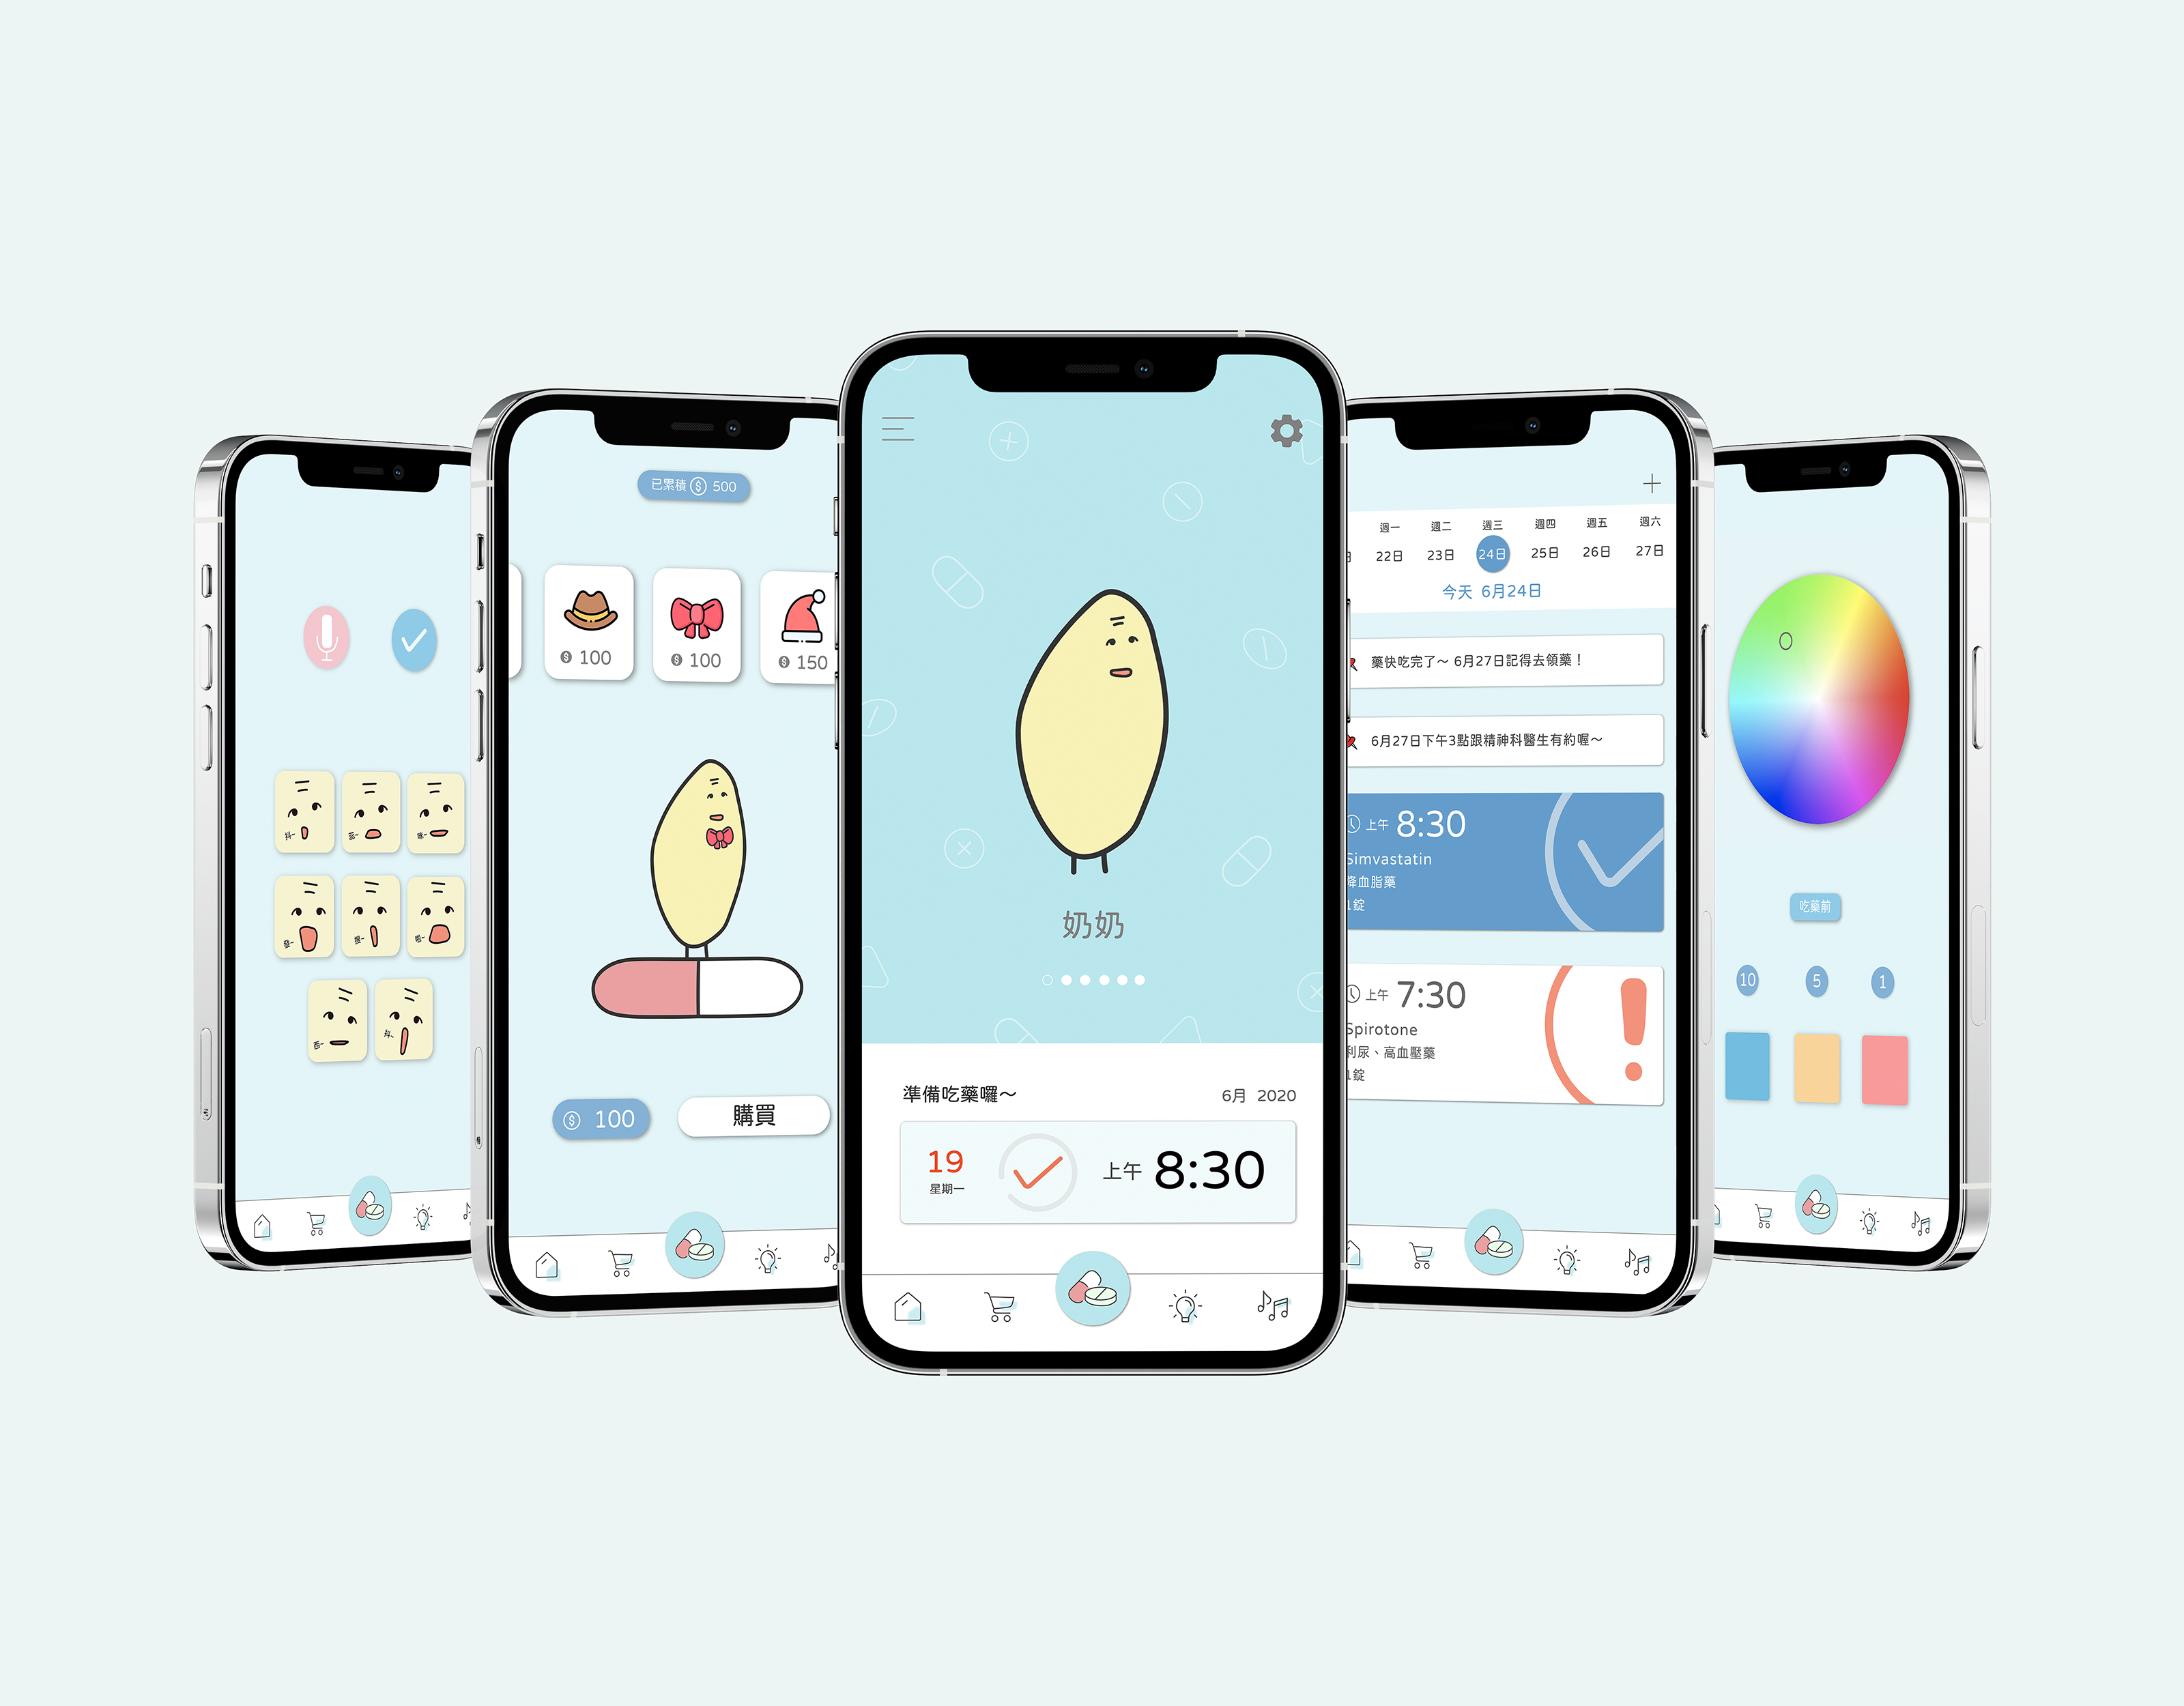 抖~
咪~
發~
西~
已累積 $ 500
$ 100
$ 100
$ 150
$ 100
購買
奶奶
準備吃藥囉～
6月 2020
19
星期一
上午 8:30
週一 週二 週三 週四 週五 週六
日 22日 23日 24日 25日 26日 27日
今天 6月24日
藥快吃完了～ 6月27日記得去領藥！
6月27日下午3點跟精神科醫生有約喔～
上午 8:30
Simvastatin
降血脂藥
1錠
上午 7:30
Spirotone
利尿、高血壓藥
1錠
吃藥前
10 5 1